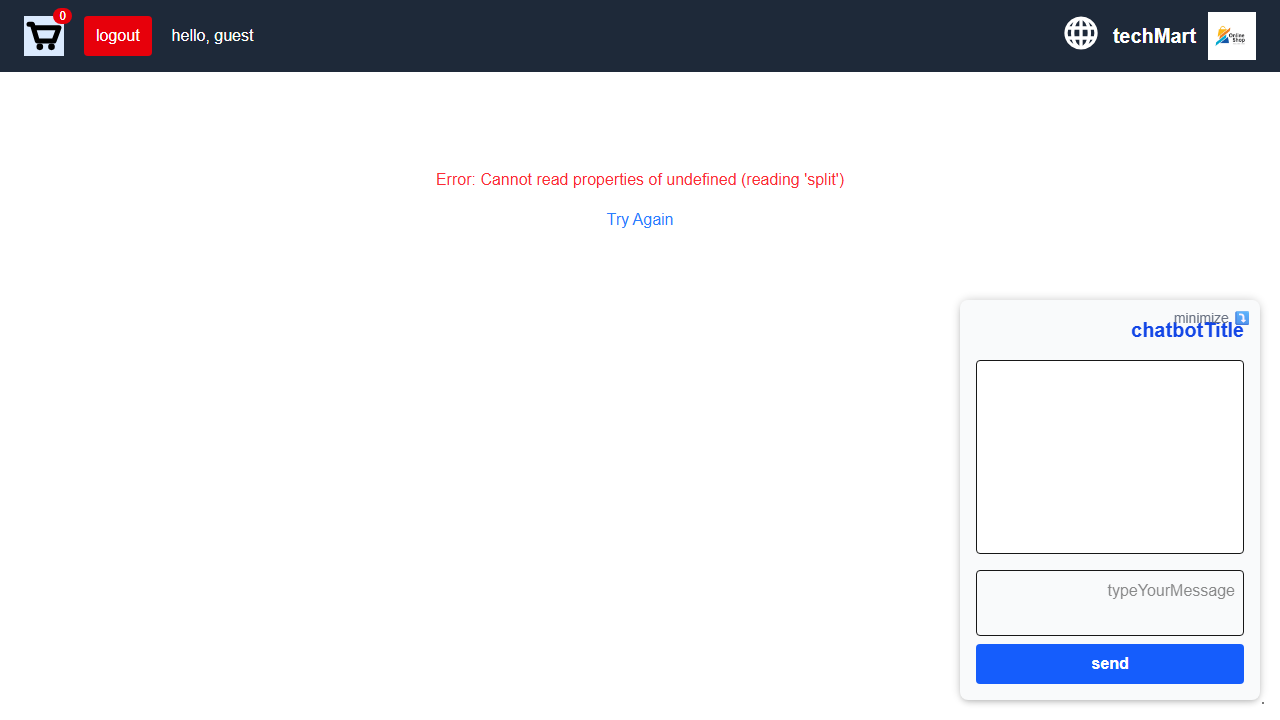 0
logout
hello, guest
techMart
Online
Shop
Error: Cannot read properties of undefined (reading 'split')
Try Again
minimize ⤵️
chatbotTitle
typeYourMessage
send
.